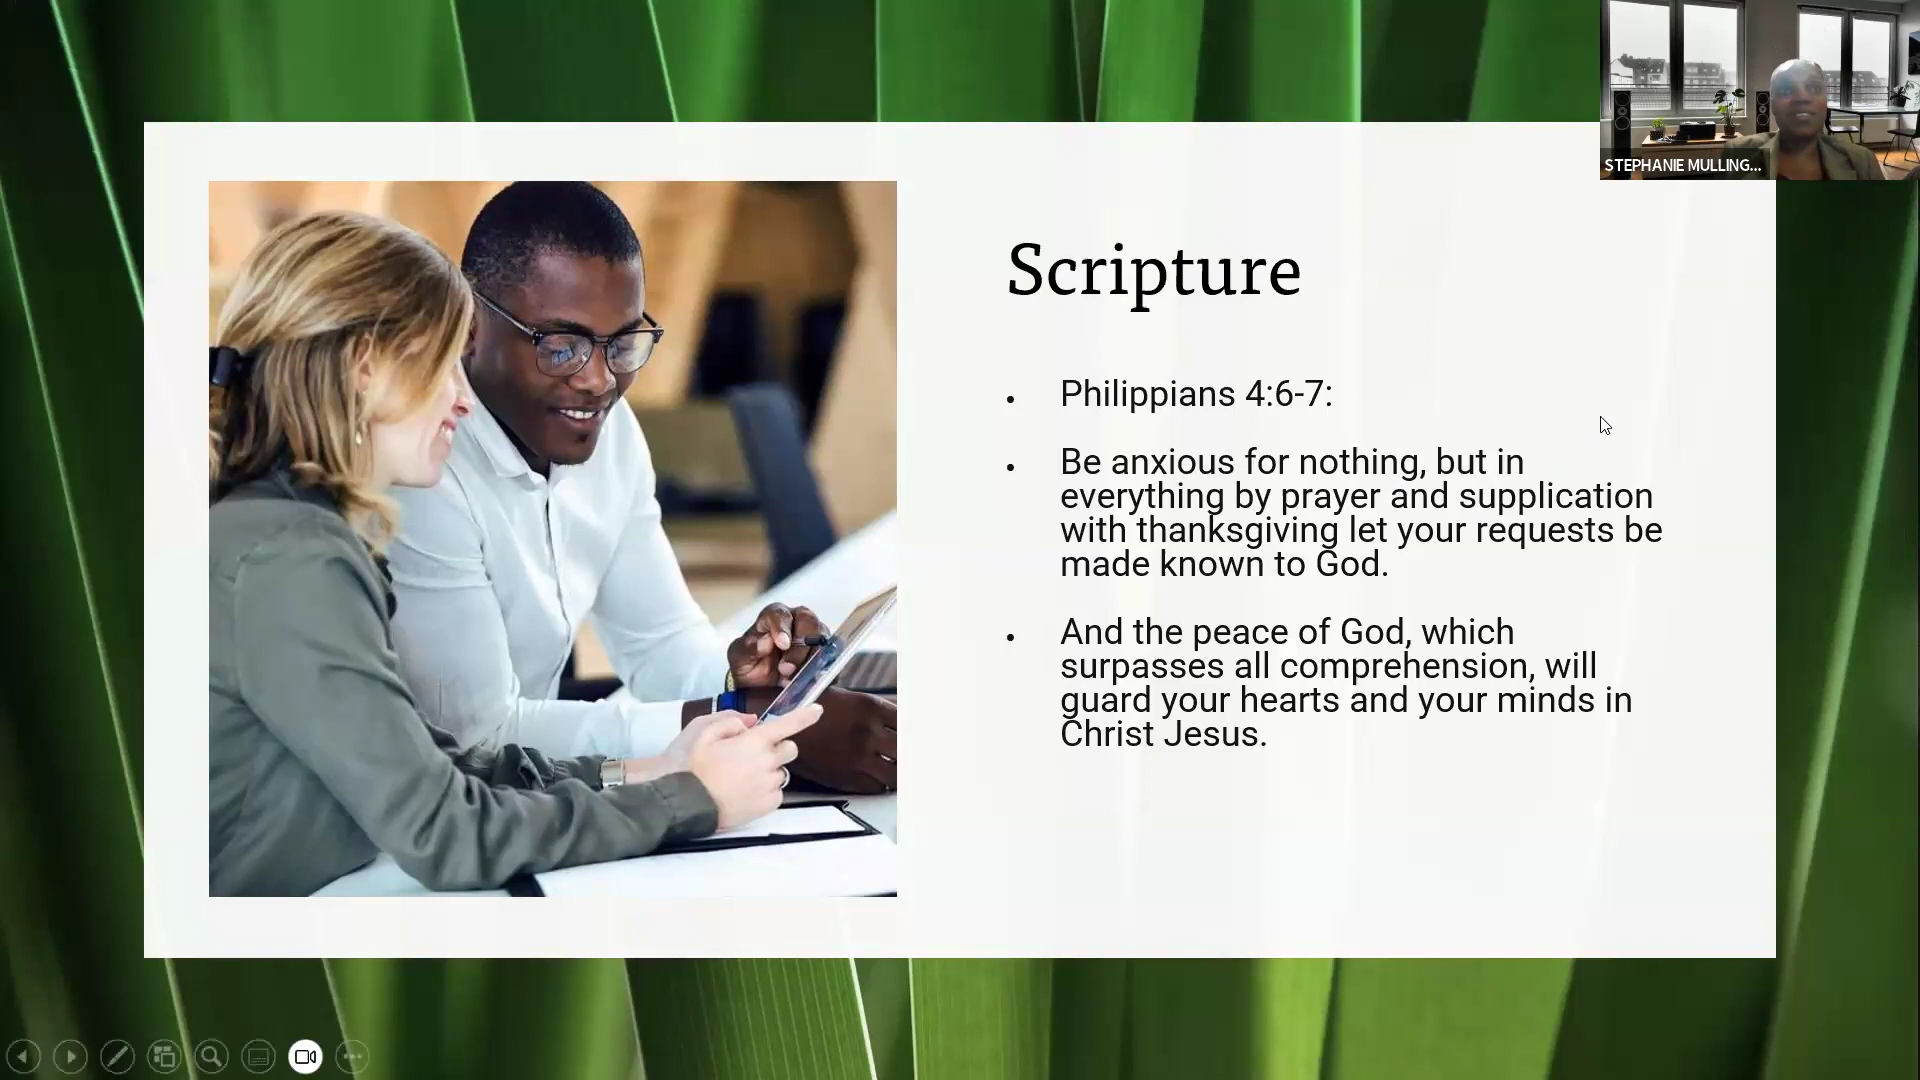 STEPHANIE MULLING...
Scripture
Philippians 4:6-7:
Be anxious for nothing, but in
everything by prayer and supplication
with thanksgiving let your requests be
made known to God.
And the peace of God, which
surpasses all comprehension, will
guard your hearts and your minds in
Christ Jesus.